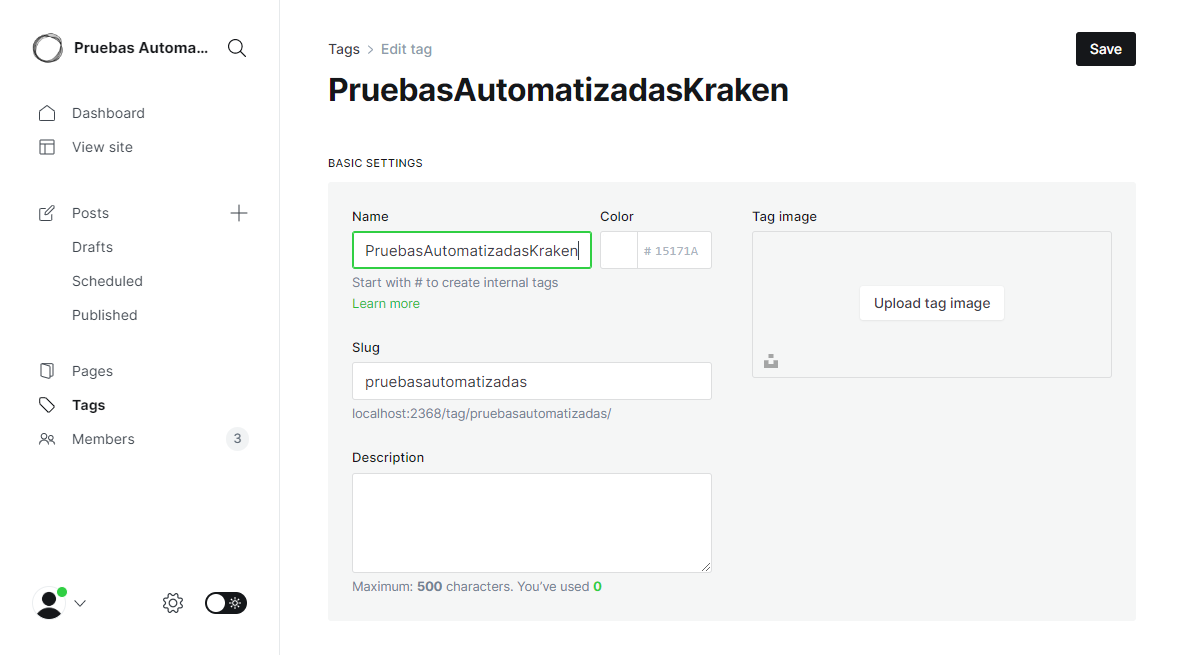 Pruebas Automa...
Dashboard
View site
Posts
Drafts
Scheduled
Published
Pages
Tags
Members
3
Tags > Edit tag
Save
PruebasAutomatizadasKraken
BASIC SETTINGS
Name
PruebasAutomatizadasKraken
Start with # to create internal tags
Learn more
Color
# 15171A
Slug
pruebasautomatizadas
localhost:2368/tag/pruebasautomatizadas/
Description
Maximum: 500 characters. You’ve used 0
Tag image
Upload tag image